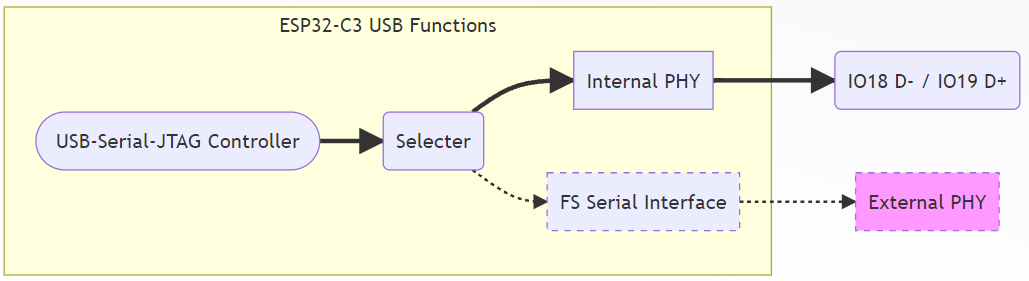 ESP32-C3 USB Functions
Internal PHY
IO18 D- / IO19 D+
USB-Serial-JTAG Controller
Selecter
FS Serial Interface
External PHY